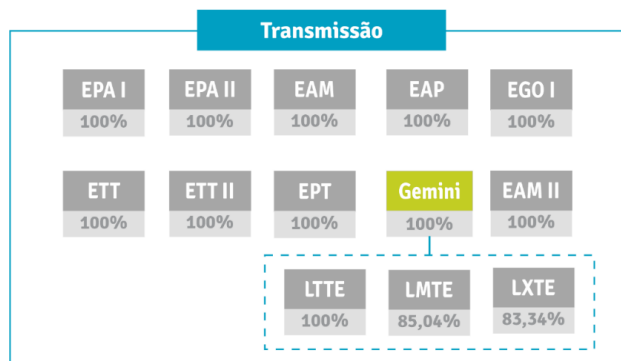 Transmissão
EPA I EPA II EAM EAP EGO I
100% 100% 100% 100% 100%
ETT ETT II EPT Gemini EAM II
100% 100% 100% 100% 100%
LTTE LMTE LXTE
100% 85,04% 83,34%